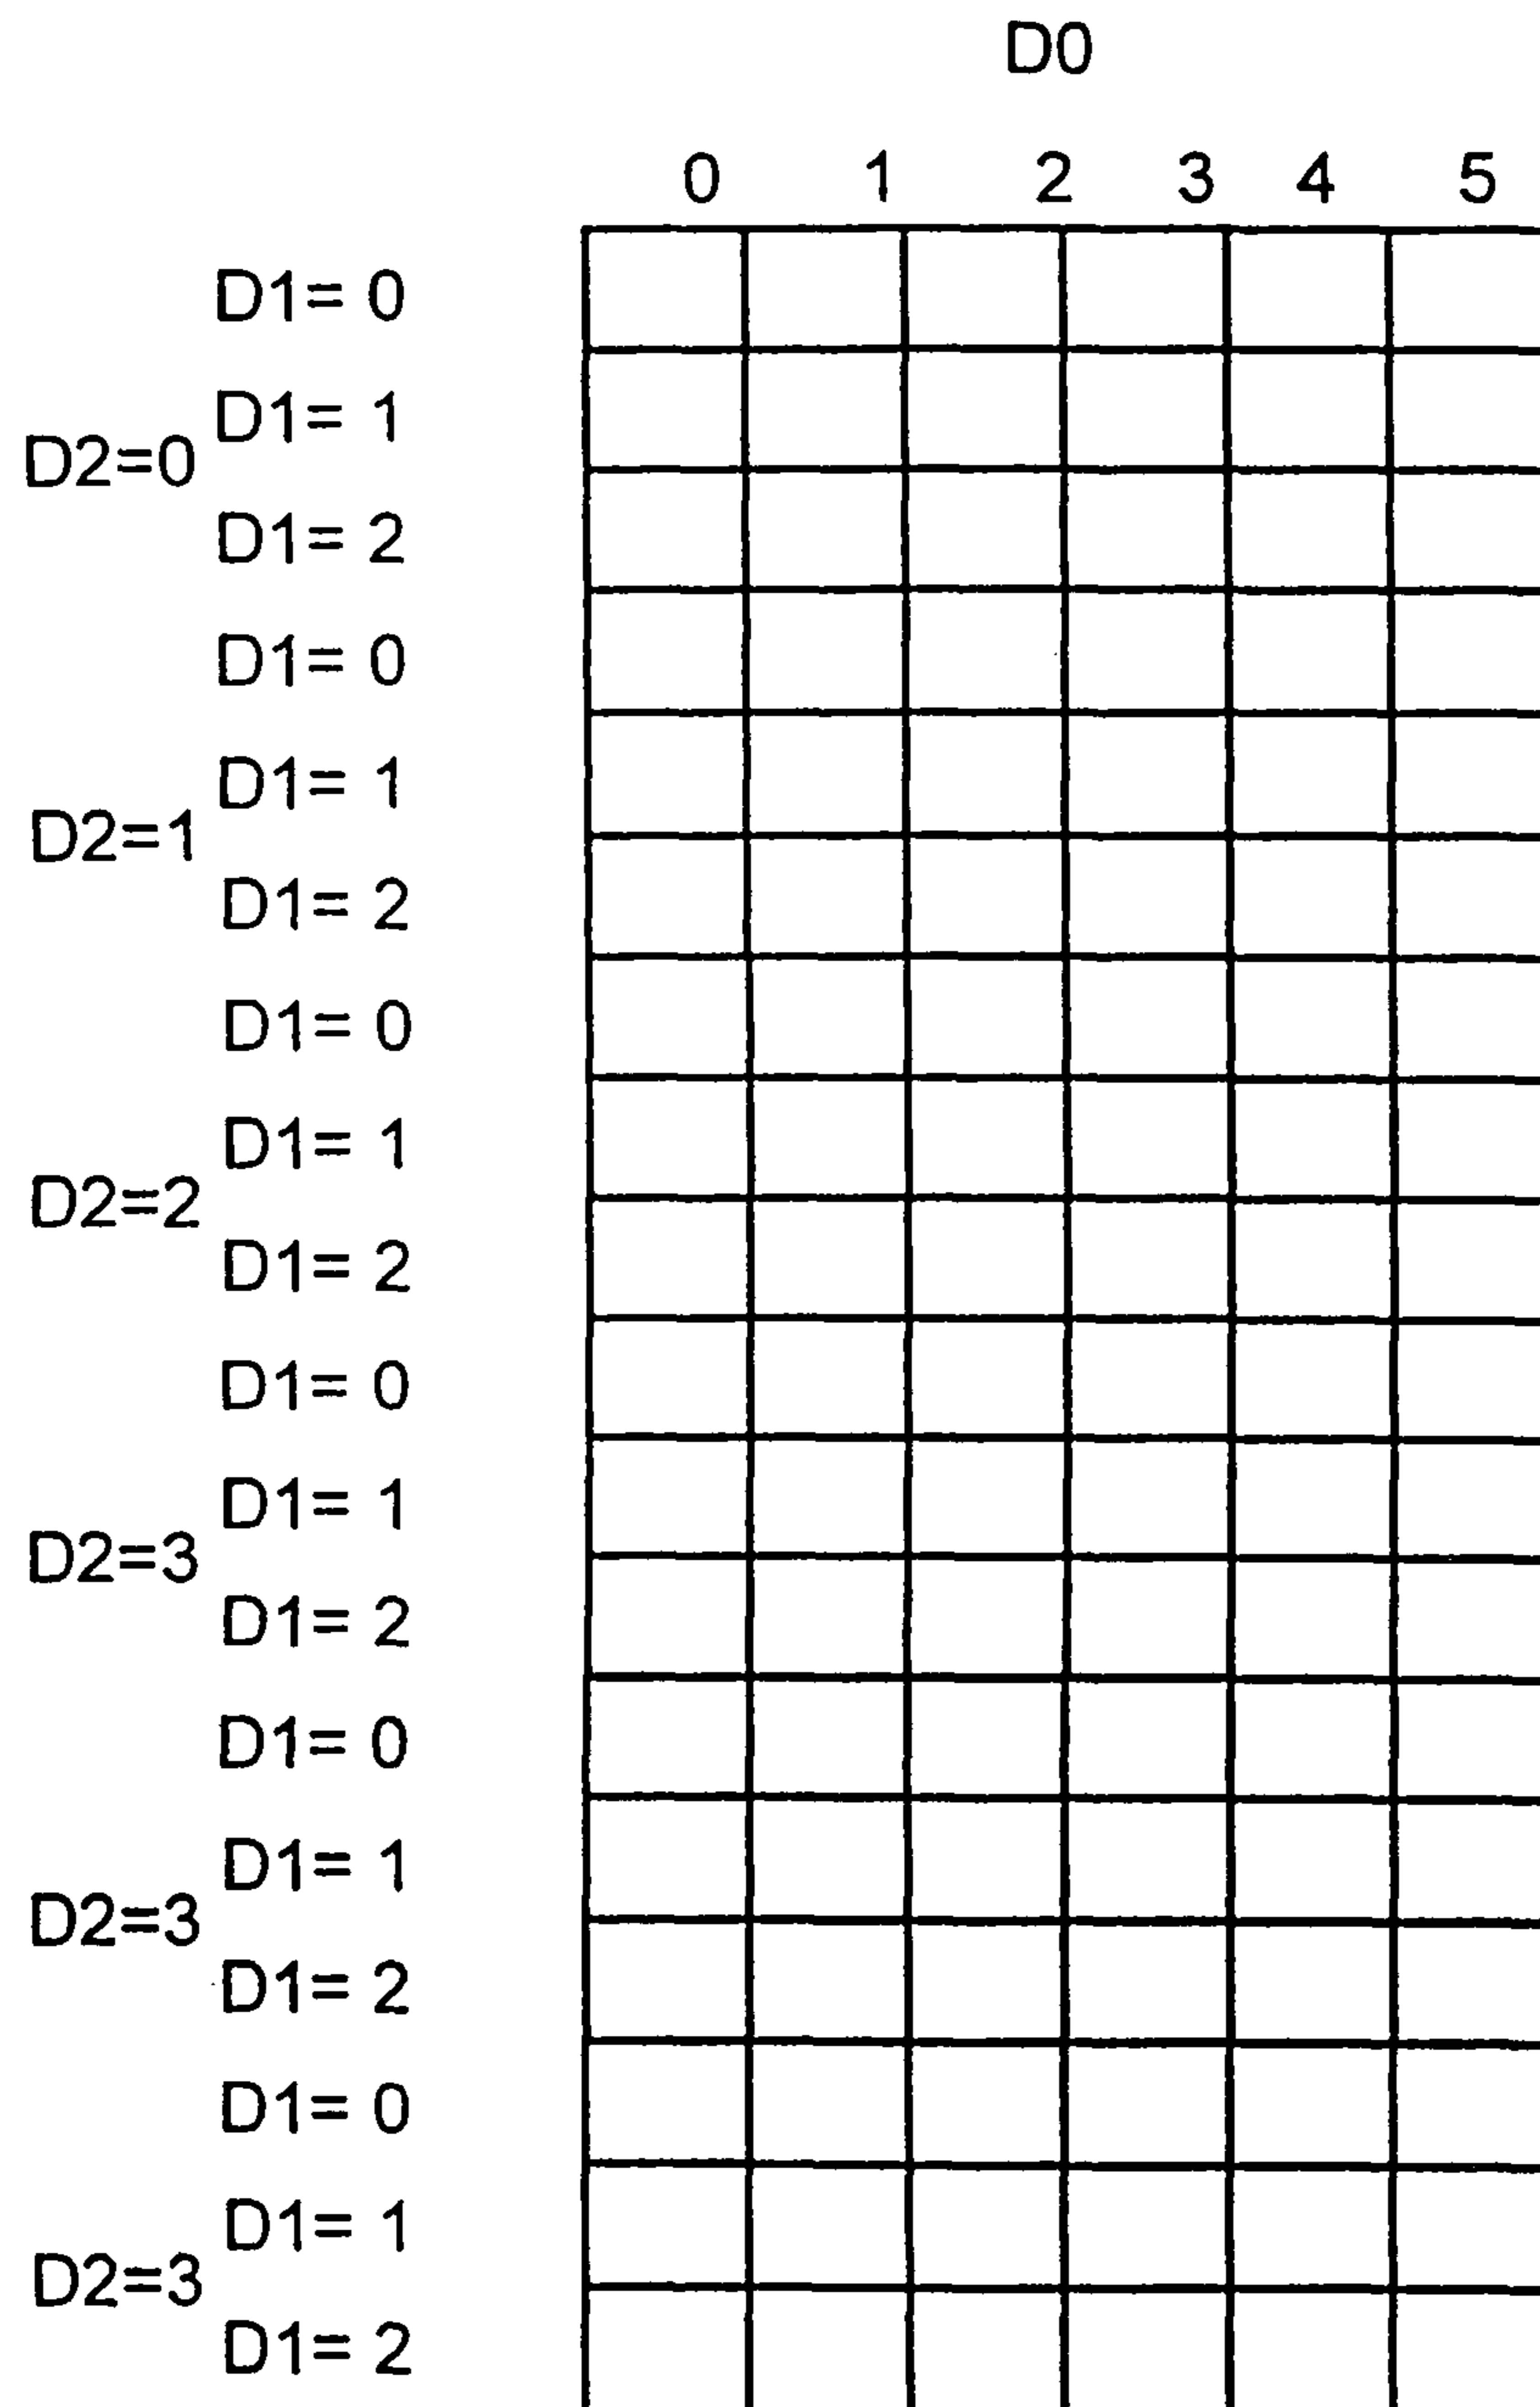 D0
0 1 2 3 4 5
D1= 0
D1= 1
D2=0
D1= 2
D1= 0
D1= 1
D2=1
D1= 2
D1= 0
D1= 1
D2=2
D1= 2
D1= 0
D1= 1
D2=3
D1= 2
D1= 0
D1= 1
D2=3
D1= 2
D1= 0
D1= 1
D2=3
D1= 2